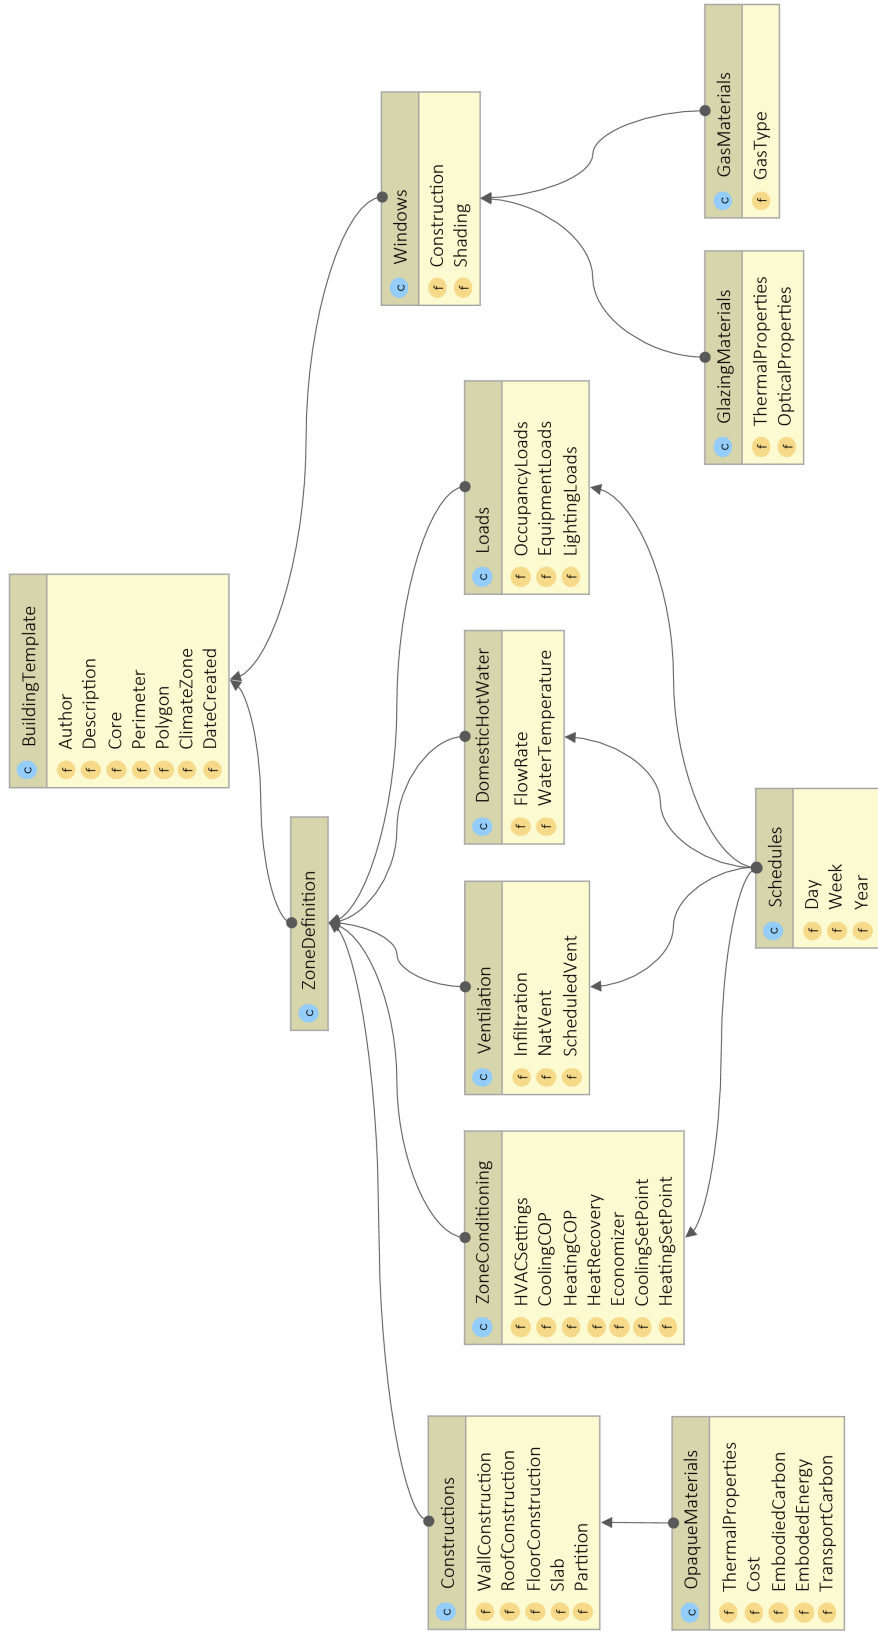 c BuildingTemplate
f Author
f Description
f Core
f Perimeter
f Polygon
f ClimateZone
f DateCreated
c ZoneDefinition
c Windows
f Construction
f Shading
c Constructions
f WallConstruction
f RoofConstruction
f FloorConstruction
f Slab
f Partition
c ZoneConditioning
f HVACSettings
f CoolingCOP
f HeatingCOP
f HeatRecovery
f Economizer
f CoolingSetPoint
f HeatingSetPoint
c Ventilation
f Infiltration
f NatVent
f ScheduledVent
c DomesticHotWater
f FlowRate
f WaterTemperature
c Loads
f OccupancyLoads
f EquipmentLoads
f LightingLoads
c OpaqueMaterials
f ThermalProperties
f Cost
f EmbodiedCarbon
f EmbodedEnergy
f TransportCarbon
c Schedules
f Day
f Week
f Year
c GlazingMaterials
f ThermalProperties
f OpticalProperties
c GasMaterials
f GasType